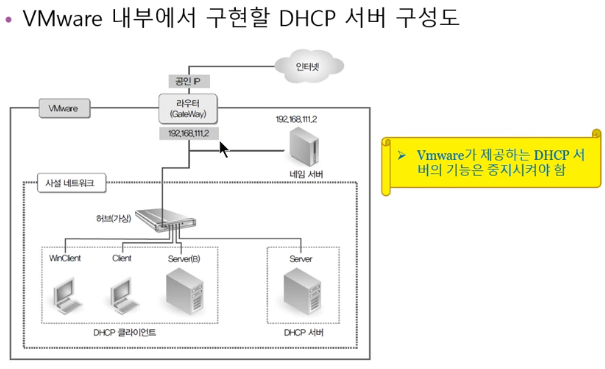 • VMware 내부에서 구현할 DHCP 서버 구성도
인터넷
공인 IP
VMware
라우터
(GateWay)
192,168,111,2
192,168,111,2
네임 서버
➢ Vmware가 제공하는 DHCP 서
버의 기능은 중지시켜야 함
사설 네트워크
허브(가상)
WinClient
Client
Server(B)
Server
DHCP 클라이언트
DHCP 서버